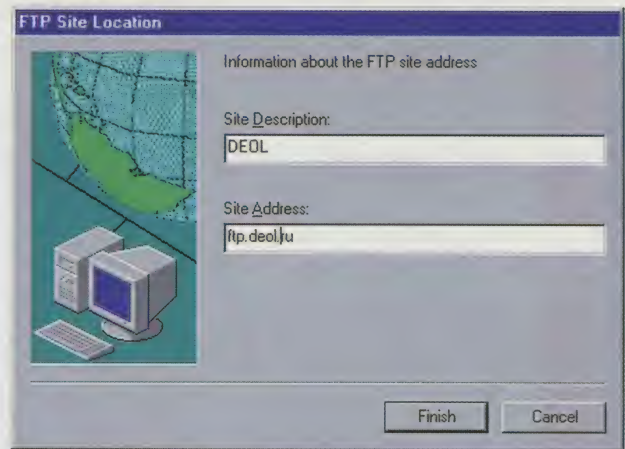 FTP Site Location
Information about the FTP site address
Site Description:
DEOL
Site Address:
ftp.deol.ru
Finish
Cancel